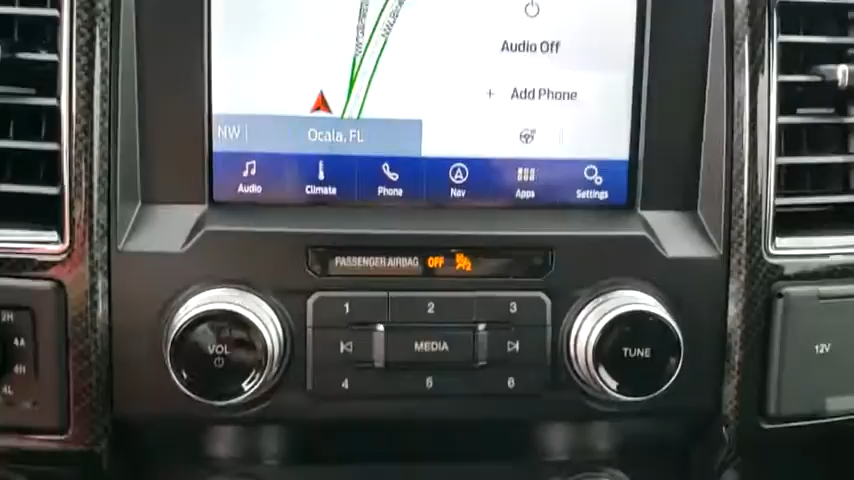 Audio Off
+ Add Phone
NW
Ocala, FL
Audio
Climate
Phone
Nav
Apps
Settings
PASSENGER AIRBAG OFF
1 2 3
VOL
MEDIA
TUNE
4 5 6
2H
4A
4H
4L
12V